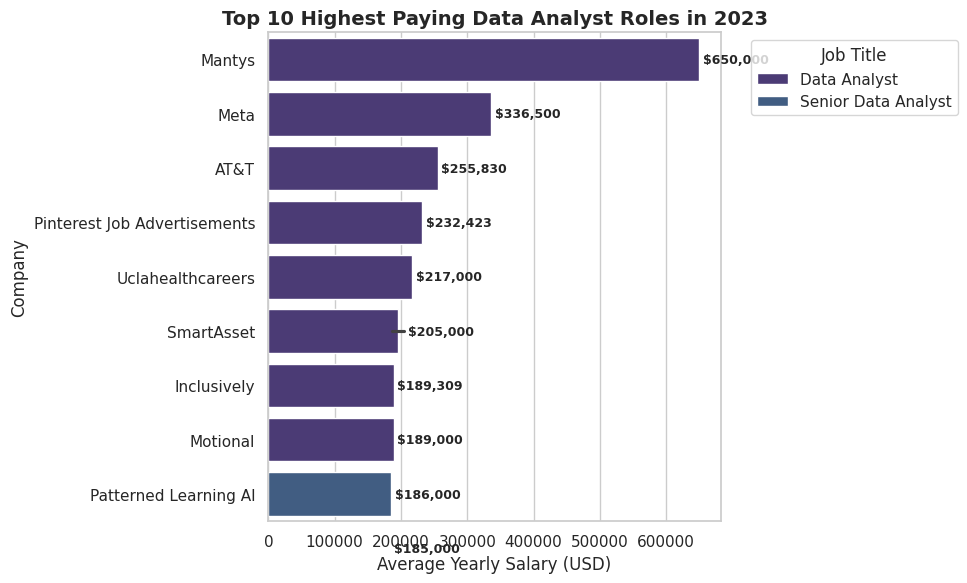 Top 10 Highest Paying Data Analyst Roles in 2023
Mantys
$650,000
Job Title
Data Analyst
Senior Data Analyst
Meta
$336,500
AT&T
$255,830
Pinterest Job Advertisements
$232,423
Uclahealthcareers
$217,000
SmartAsset
$205,000
Inclusively
$189,309
Motional
$189,000
Patterned Learning AI
$186,000
Company
0 100000 200000 300000 400000 500000 600000
$185,000
Average Yearly Salary (USD)